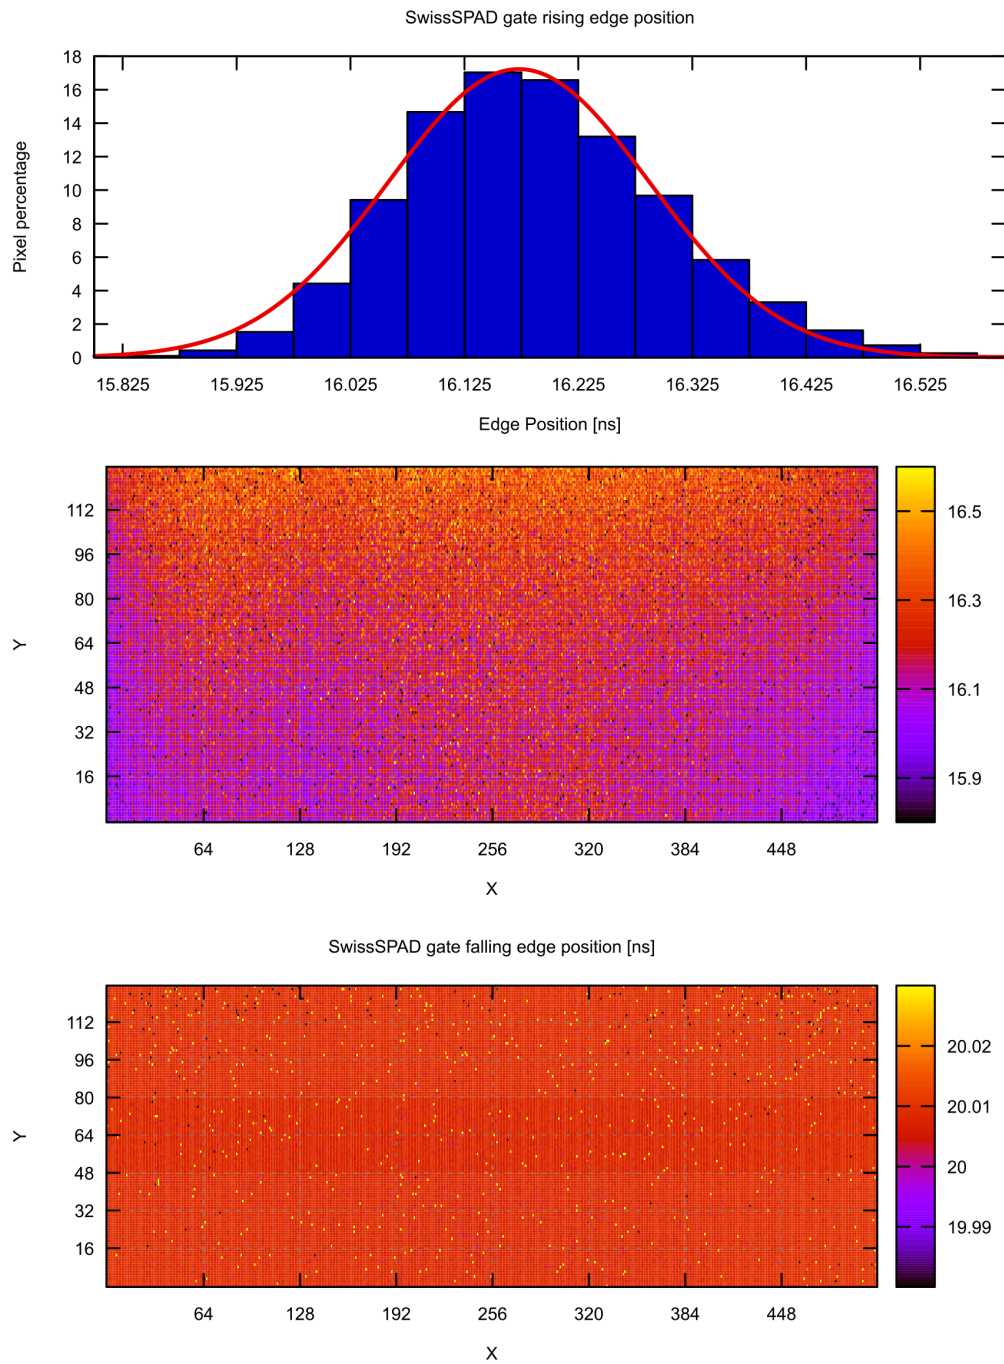 SwissSPAD gate rising edge position
18
16
14
12
10
8
6
4
2
0
Pixel percentage
15.825 15.925 16.025 16.125 16.225 16.325 16.425 16.525
Edge Position [ns]
112
96
80
64
48
32
16
Y
64 128 192 256 320 384 448
X
16.5
16.3
16.1
15.9
SwissSPAD gate falling edge position [ns]
112
96
80
64
48
32
16
Y
64 128 192 256 320 384 448
X
20.02
20.01
20
19.99